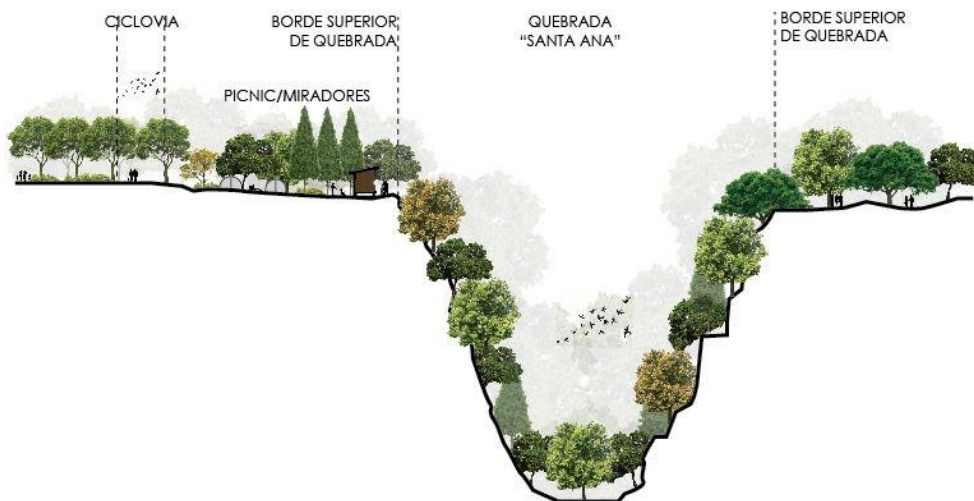 CICLOVIA
BORDE SUPERIOR
DE QUEBRADA
QUEBRADA
“SANTA ANA”
BORDE SUPERIOR
DE QUEBRADA
PICNIC/MIRADORES